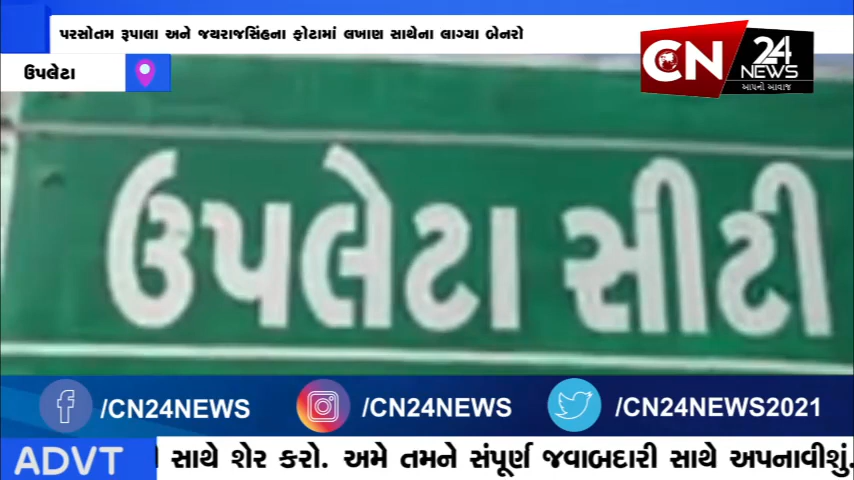 પરસોતમ રૂપાલા અને જયરાજસિંહના ફોટામાં લખાણ સાથેના લાગ્યા બેનરો
ઉપલેટા
CN 24 NEWS
આપનો અવાજ
ઉપલેટા સીટી
/CN24NEWS /CN24NEWS /CN24NEWS2021
ADVT સાથે શેર કરો. અમે તમને સંપૂર્ણ જવાબદારી સાથે અપનાવીશું.